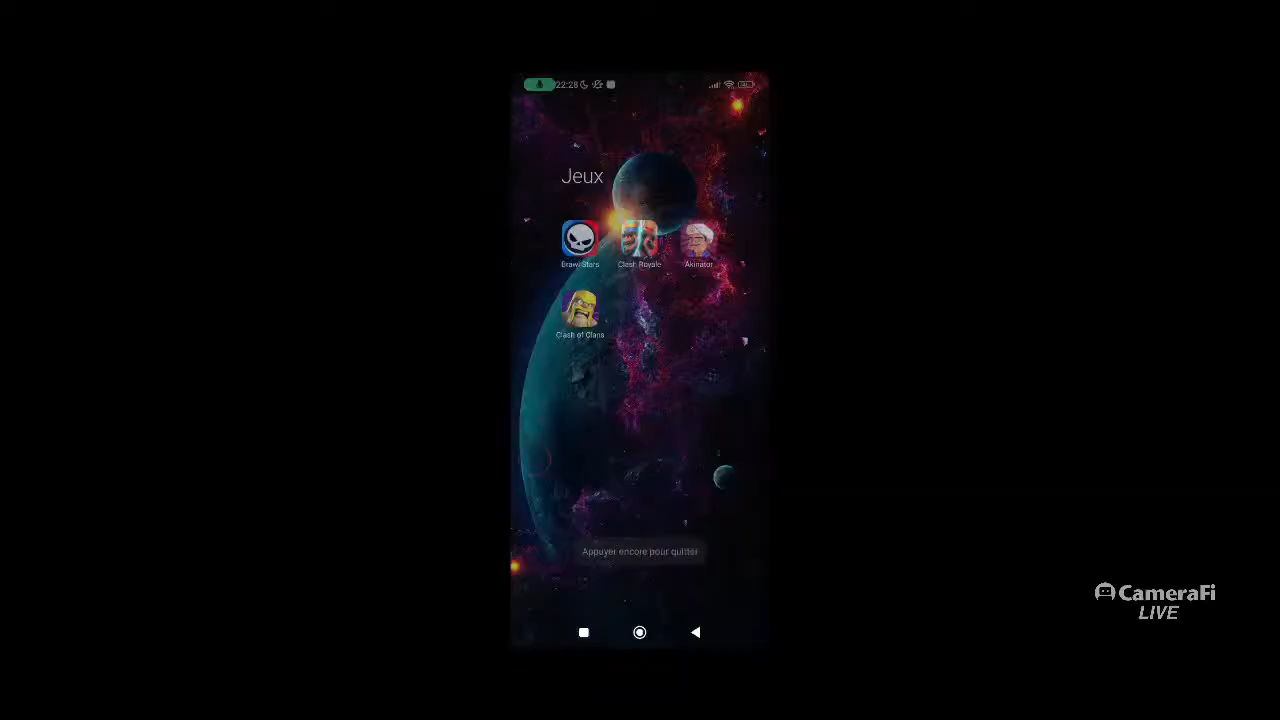 22:28
Jeux
Brawl Stars
Clash Royale
Akinator
Clash of Clans
Appuyer encore pour quitter
CameraFi
LIVE